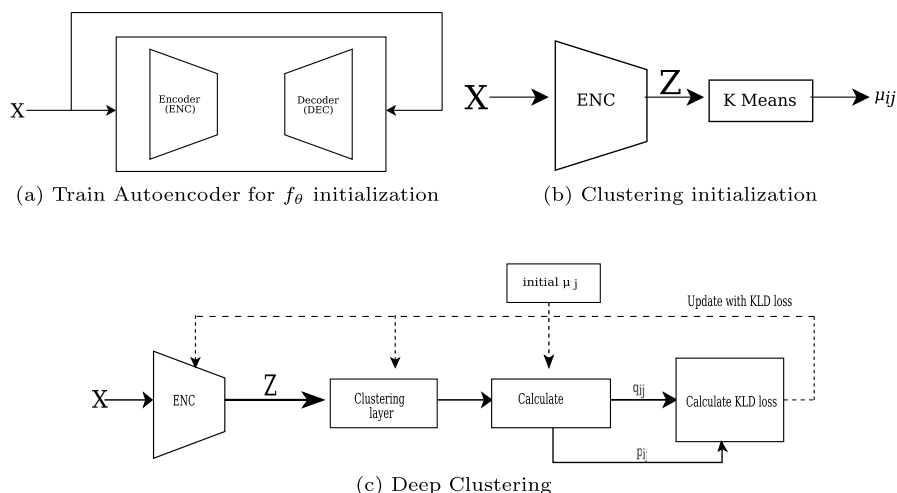 X
Encoder
(ENC)
Decoder
(DEC)
(a) Train Autoencoder for fθ initialization
X
ENC
Z
K Means
μij
(b) Clustering initialization
initial μ j
Update with KLD loss
X
ENC
Z
Clustering
layer
Calculate
qij
Calculate KLD loss
pij
(c) Deep Clustering